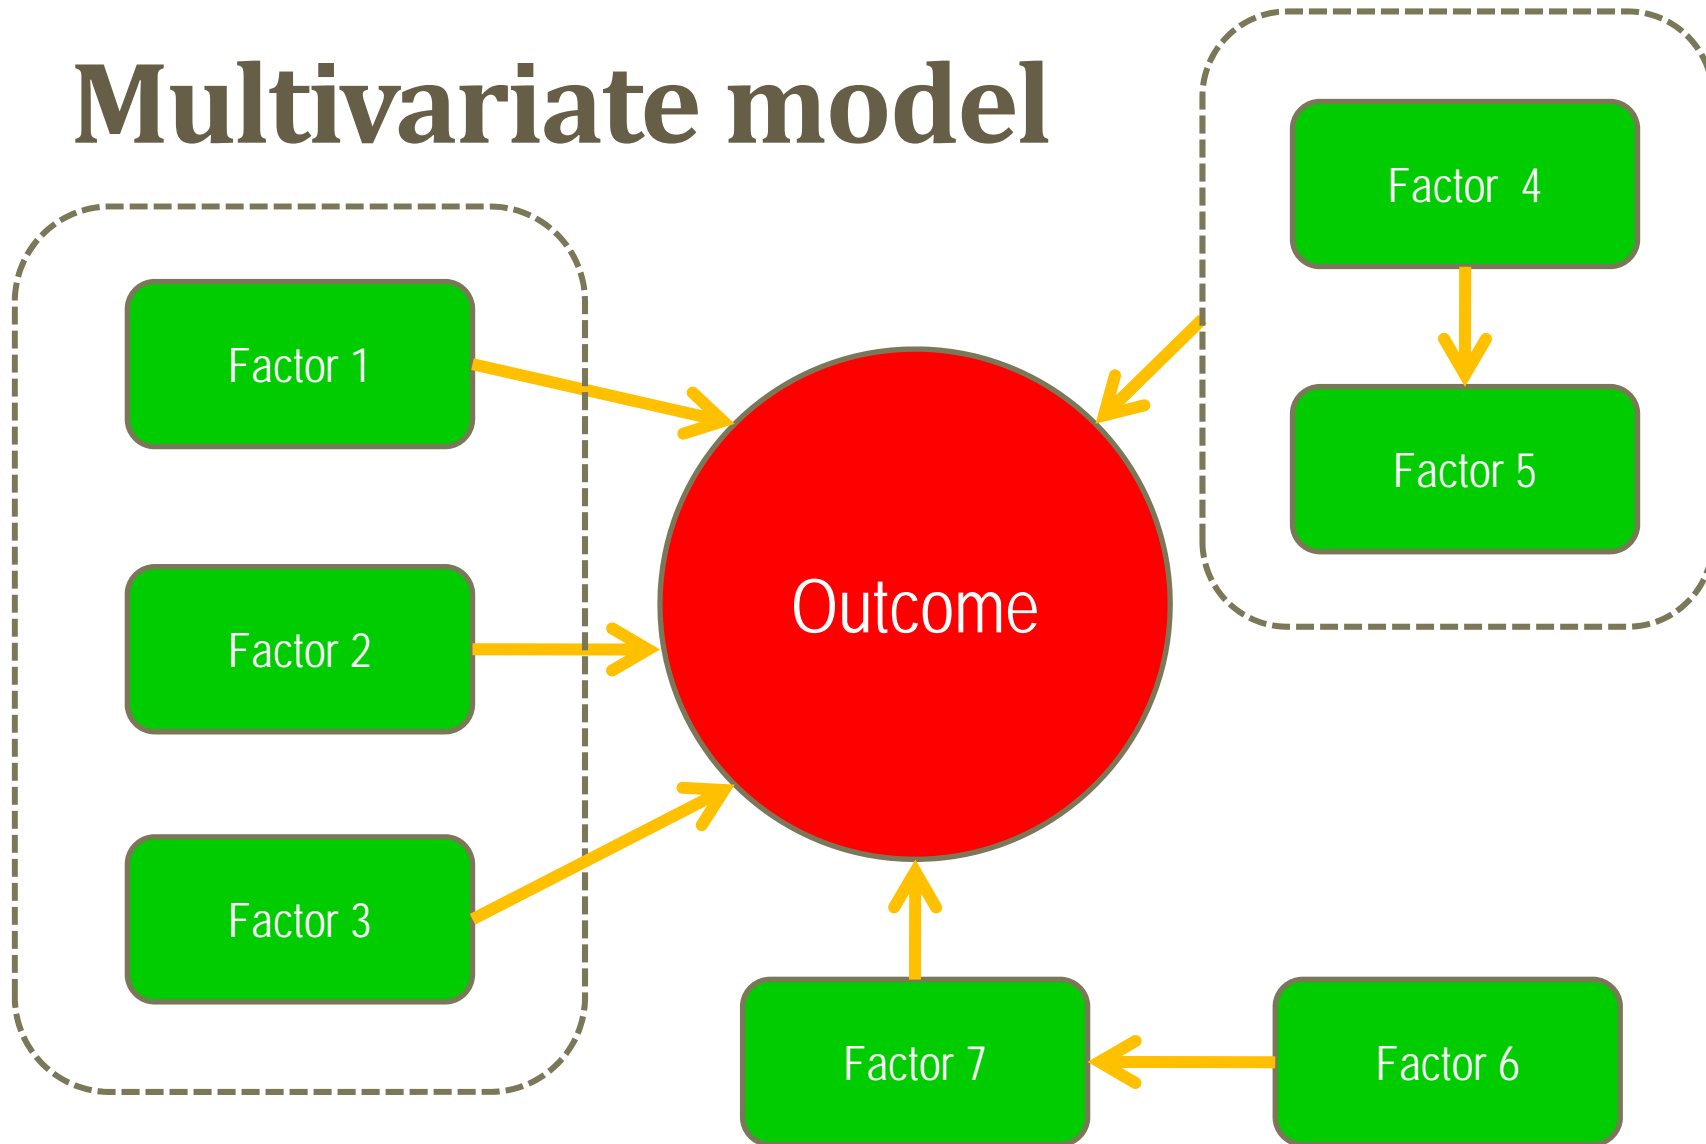 Multivariate model
Factor 1
Factor 2
Factor 3
Outcome
Factor 4
Factor 5
Factor 7
Factor 6